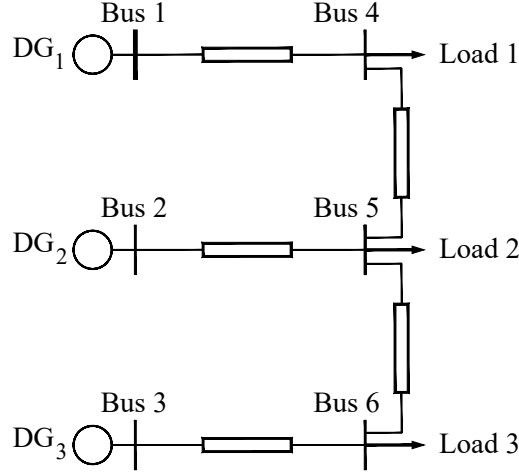 Bus 1
Bus 4
DG1
Load 1
Bus 2
Bus 5
DG2
Load 2
Bus 3
Bus 6
DG3
Load 3